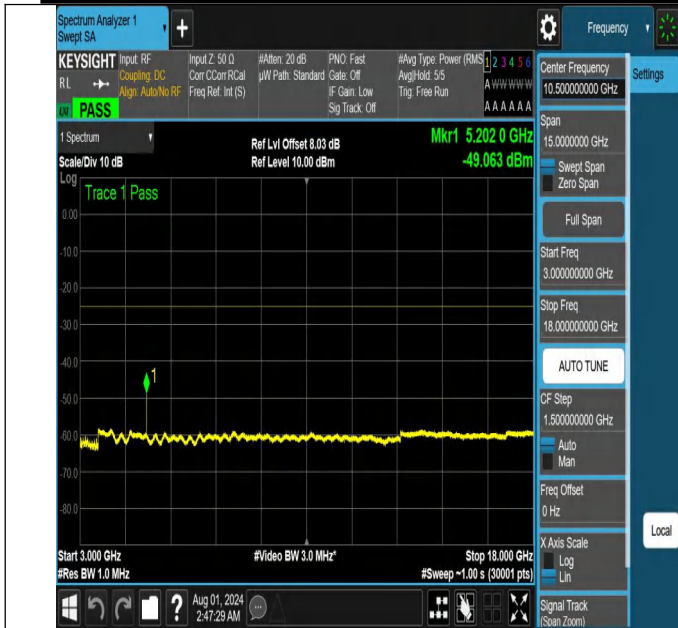 Spectrum Analyzer 1
Swept SA
+
Frequency
KEYSIGHT
RL
LXI
PASS
Input: RF
Coupling: DC
Align: Auto/No RF
Input Z: 50 Ω
Corr CCorr RCal
Freq Ref: Int (S)
#Atten: 20 dB
µW Path: Standard
PNO: Fast
Gate: Off
IF Gain: Low
Sig Track: Off
#Avg Type: Power (RMS
Avg|Hold: 5/5
Trig: Free Run
1 2 3 4 5 6
A W W W W W
A A A A A A
1 Spectrum
Scale/Div 10 dB
Ref Lvl Offset 8.03 dB
Ref Level 10.00 dBm
Mkr1 5.202 0 GHz
-49.063 dBm
Log
Trace 1 Pass
0.00
-10.0
-20.0
-30.0
-40.0
-50.0
-60.0
-70.0
-80.0
1
Start 3.000 GHz
#Res BW 1.0 MHz
#Video BW 3.0 MHz*
Stop 18.000 GHz
#Sweep ~1.00 s (30001 pts)
Center Frequency
10.500000000 GHz
Settings
Span
15.0000000 GHz
Swept Span
Zero Span
Full Span
Start Freq
3.000000000 GHz
Stop Freq
18.000000000 GHz
AUTO TUNE
CF Step
1.500000000 GHz
Auto
Man
Freq Offset
0 Hz
Local
X Axis Scale
Log
Lin
Signal Track
(Span Zoom)
?
Aug 01, 2024
2:47:29 AM